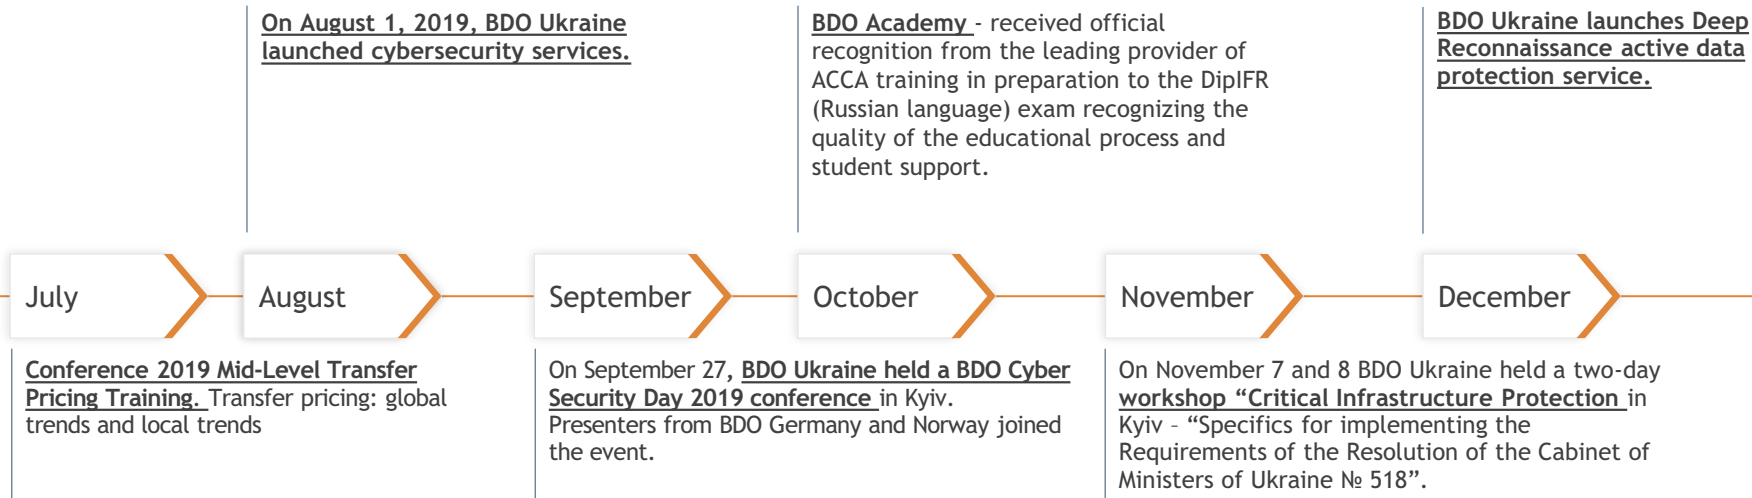 On August 1, 2019, BDO Ukraine
launched cybersecurity services.
BDO Academy - received official
recognition from the leading provider of
ACCA training in preparation to the DipIFR
(Russian language) exam recognizing the
quality of the educational process and
student support.
BDO Ukraine launches Deep
Reconnaissance active data
protection service.
July
August
September
October
November
December
Conference 2019 Mid-Level Transfer
Pricing Training. Transfer pricing: global
trends and local trends
On September 27, BDO Ukraine held a BDO Cyber
Security Day 2019 conference in Kyiv.
Presenters from BDO Germany and Norway joined
the event.
On November 7 and 8 BDO Ukraine held a two-day
workshop “Critical Infrastructure Protection in
Kyiv – “Specifics for implementing the
Requirements of the Resolution of the Cabinet of
Ministers of Ukraine № 518”.